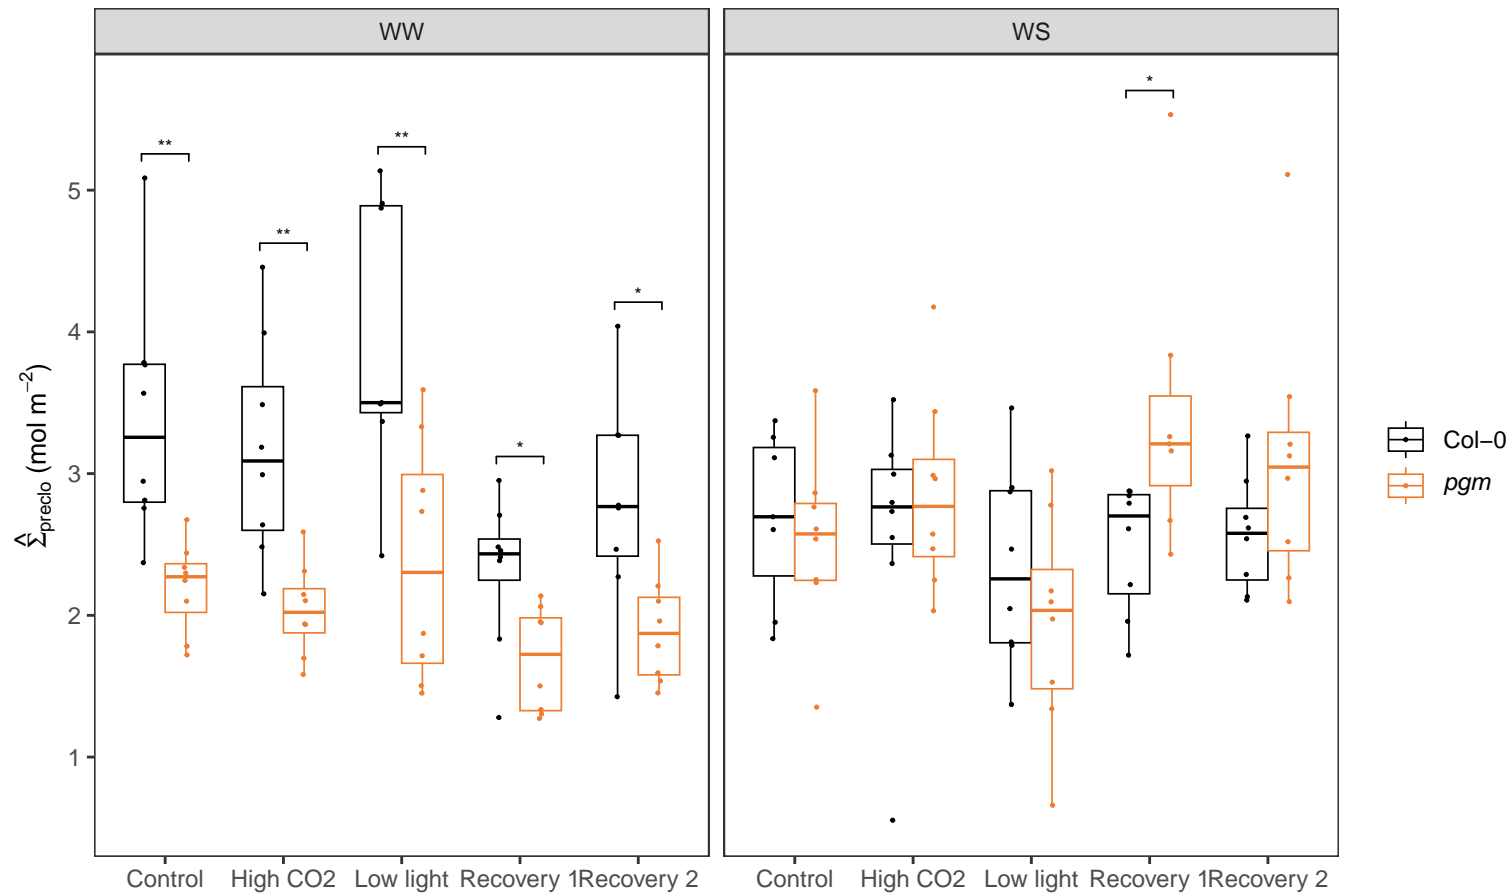 WW
WS
**
**
**
*
*
*
5
4
3
2
1
Σ̂preclo (mol m−2)
Control
High CO2
Low light
Recovery 1
Recovery 2
Control
High CO2
Low light
Recovery 1
Recovery 2
Col−0
pgm